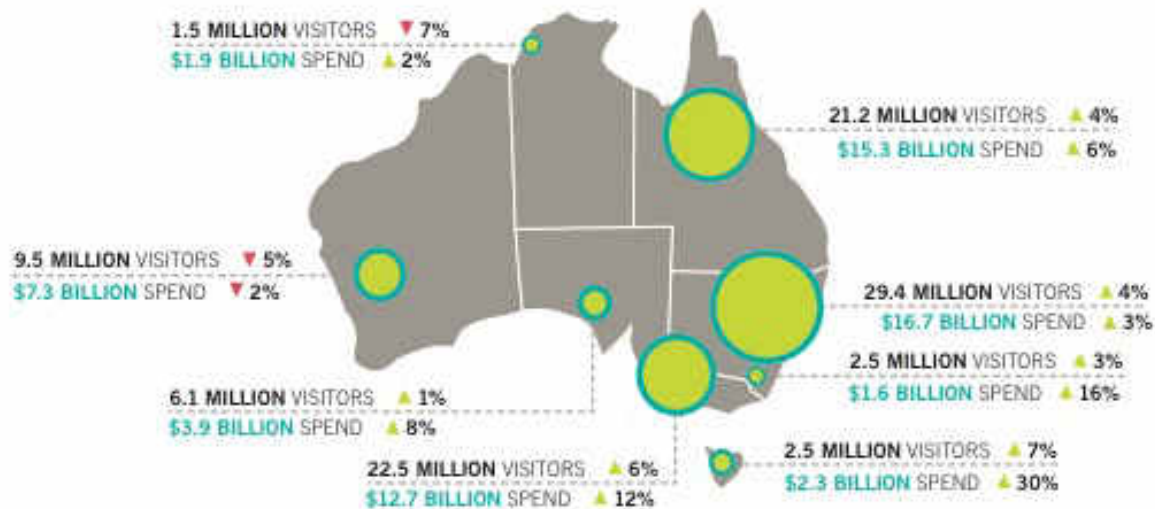 1.5 MILLION VISITORS ▼ 7%
$1.9 BILLION SPEND ▲ 2%
21.2 MILLION VISITORS ▲ 4%
$15.3 BILLION SPEND ▲ 6%
9.5 MILLION VISITORS ▼ 5%
$7.3 BILLION SPEND ▼ 2%
29.4 MILLION VISITORS ▲ 4%
$16.7 BILLION SPEND ▲ 3%
2.5 MILLION VISITORS ▲ 3%
$1.6 BILLION SPEND ▲ 16%
6.1 MILLION VISITORS ▲ 1%
$3.9 BILLION SPEND ▲ 8%
22.5 MILLION VISITORS ▲ 6%
$12.7 BILLION SPEND ▲ 12%
2.5 MILLION VISITORS ▲ 7%
$2.3 BILLION SPEND ▲ 30%